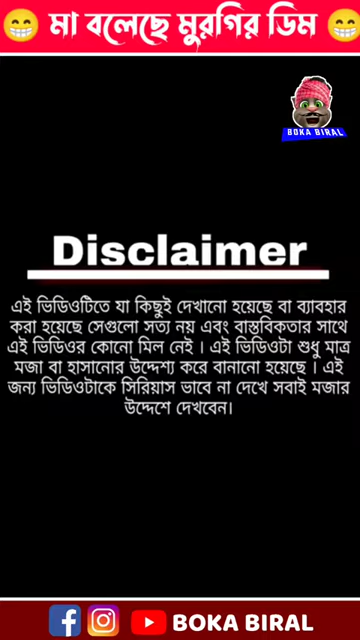 😁 মা বলেছে মুরগির ডিম 😁
BOKA BIRAL
Disclaimer
এই ভিডিওটিতে যা কিছুই দেখানো হয়েছে বা ব্যাবহার
করা হয়েছে সেগুলো সত্য নয় এবং বাস্তবিকতার সাথে
এই ভিডিওর কোনো মিল নেই । এই ভিডিওটা শুধু মাত্র
মজা বা হাসানোর উদ্দেশ্য করে বানানো হয়েছে । এই
জন্য ভিডিওটাকে সিরিয়াস ভাবে না দেখে সবাই মজার
উদ্দেশে দেখবেন।
BOKA BIRAL